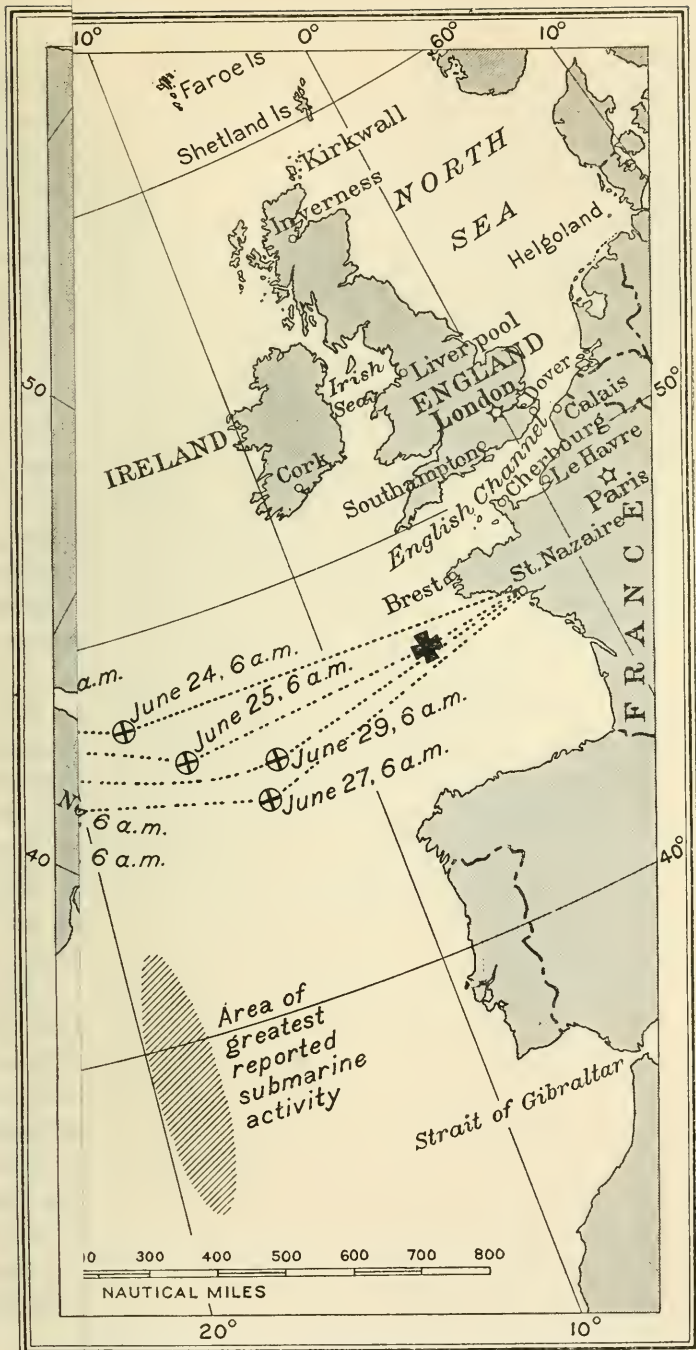 10°
0°
60°
Faroe Is
Shetland Is
Kirkwall
Inverness
NORTH
SEA
Helgoland
50
50°
Irish
Sea
Liverpool
ENGLAND
London
Dover
Calais
IRELAND
Cork
Southampton
English Channel
Cherbourg
Le Havre
Paris
Brest
St. Nazaire
FRANCE
a.m.
June 24, 6 a.m.
June 25, 6 a.m.
June 29, 6 a.m.
June 27, 6 a.m.
6 a.m.
6 a.m.
40
40°
Area of
greatest
reported
submarine
activity
Strait of Gibraltar
300 400 500 600 700 800
NAUTICAL MILES
20°
10°